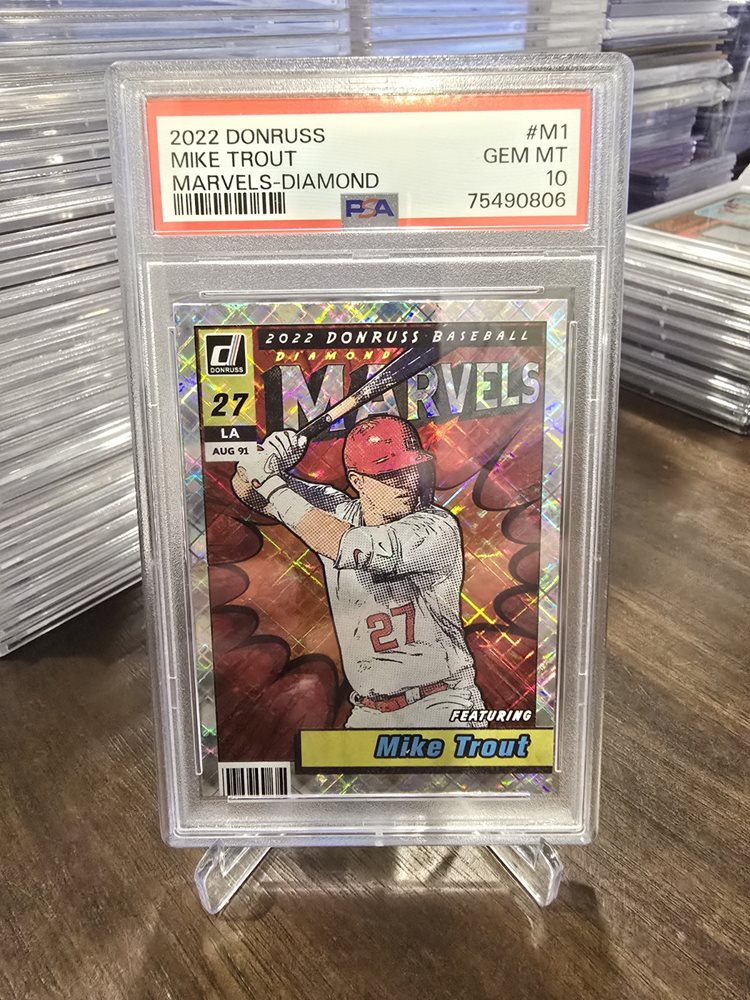 2022 DONRUSS #M1
MIKE TROUT GEM MT
MARVELS-DIAMOND 10
PSA 75490806
d
DONRUSS
2022 DONRUSS BASEBALL
DIAMOND
MARVELS
27
LA
AUG 91
27
FEATURING
Mike Trout